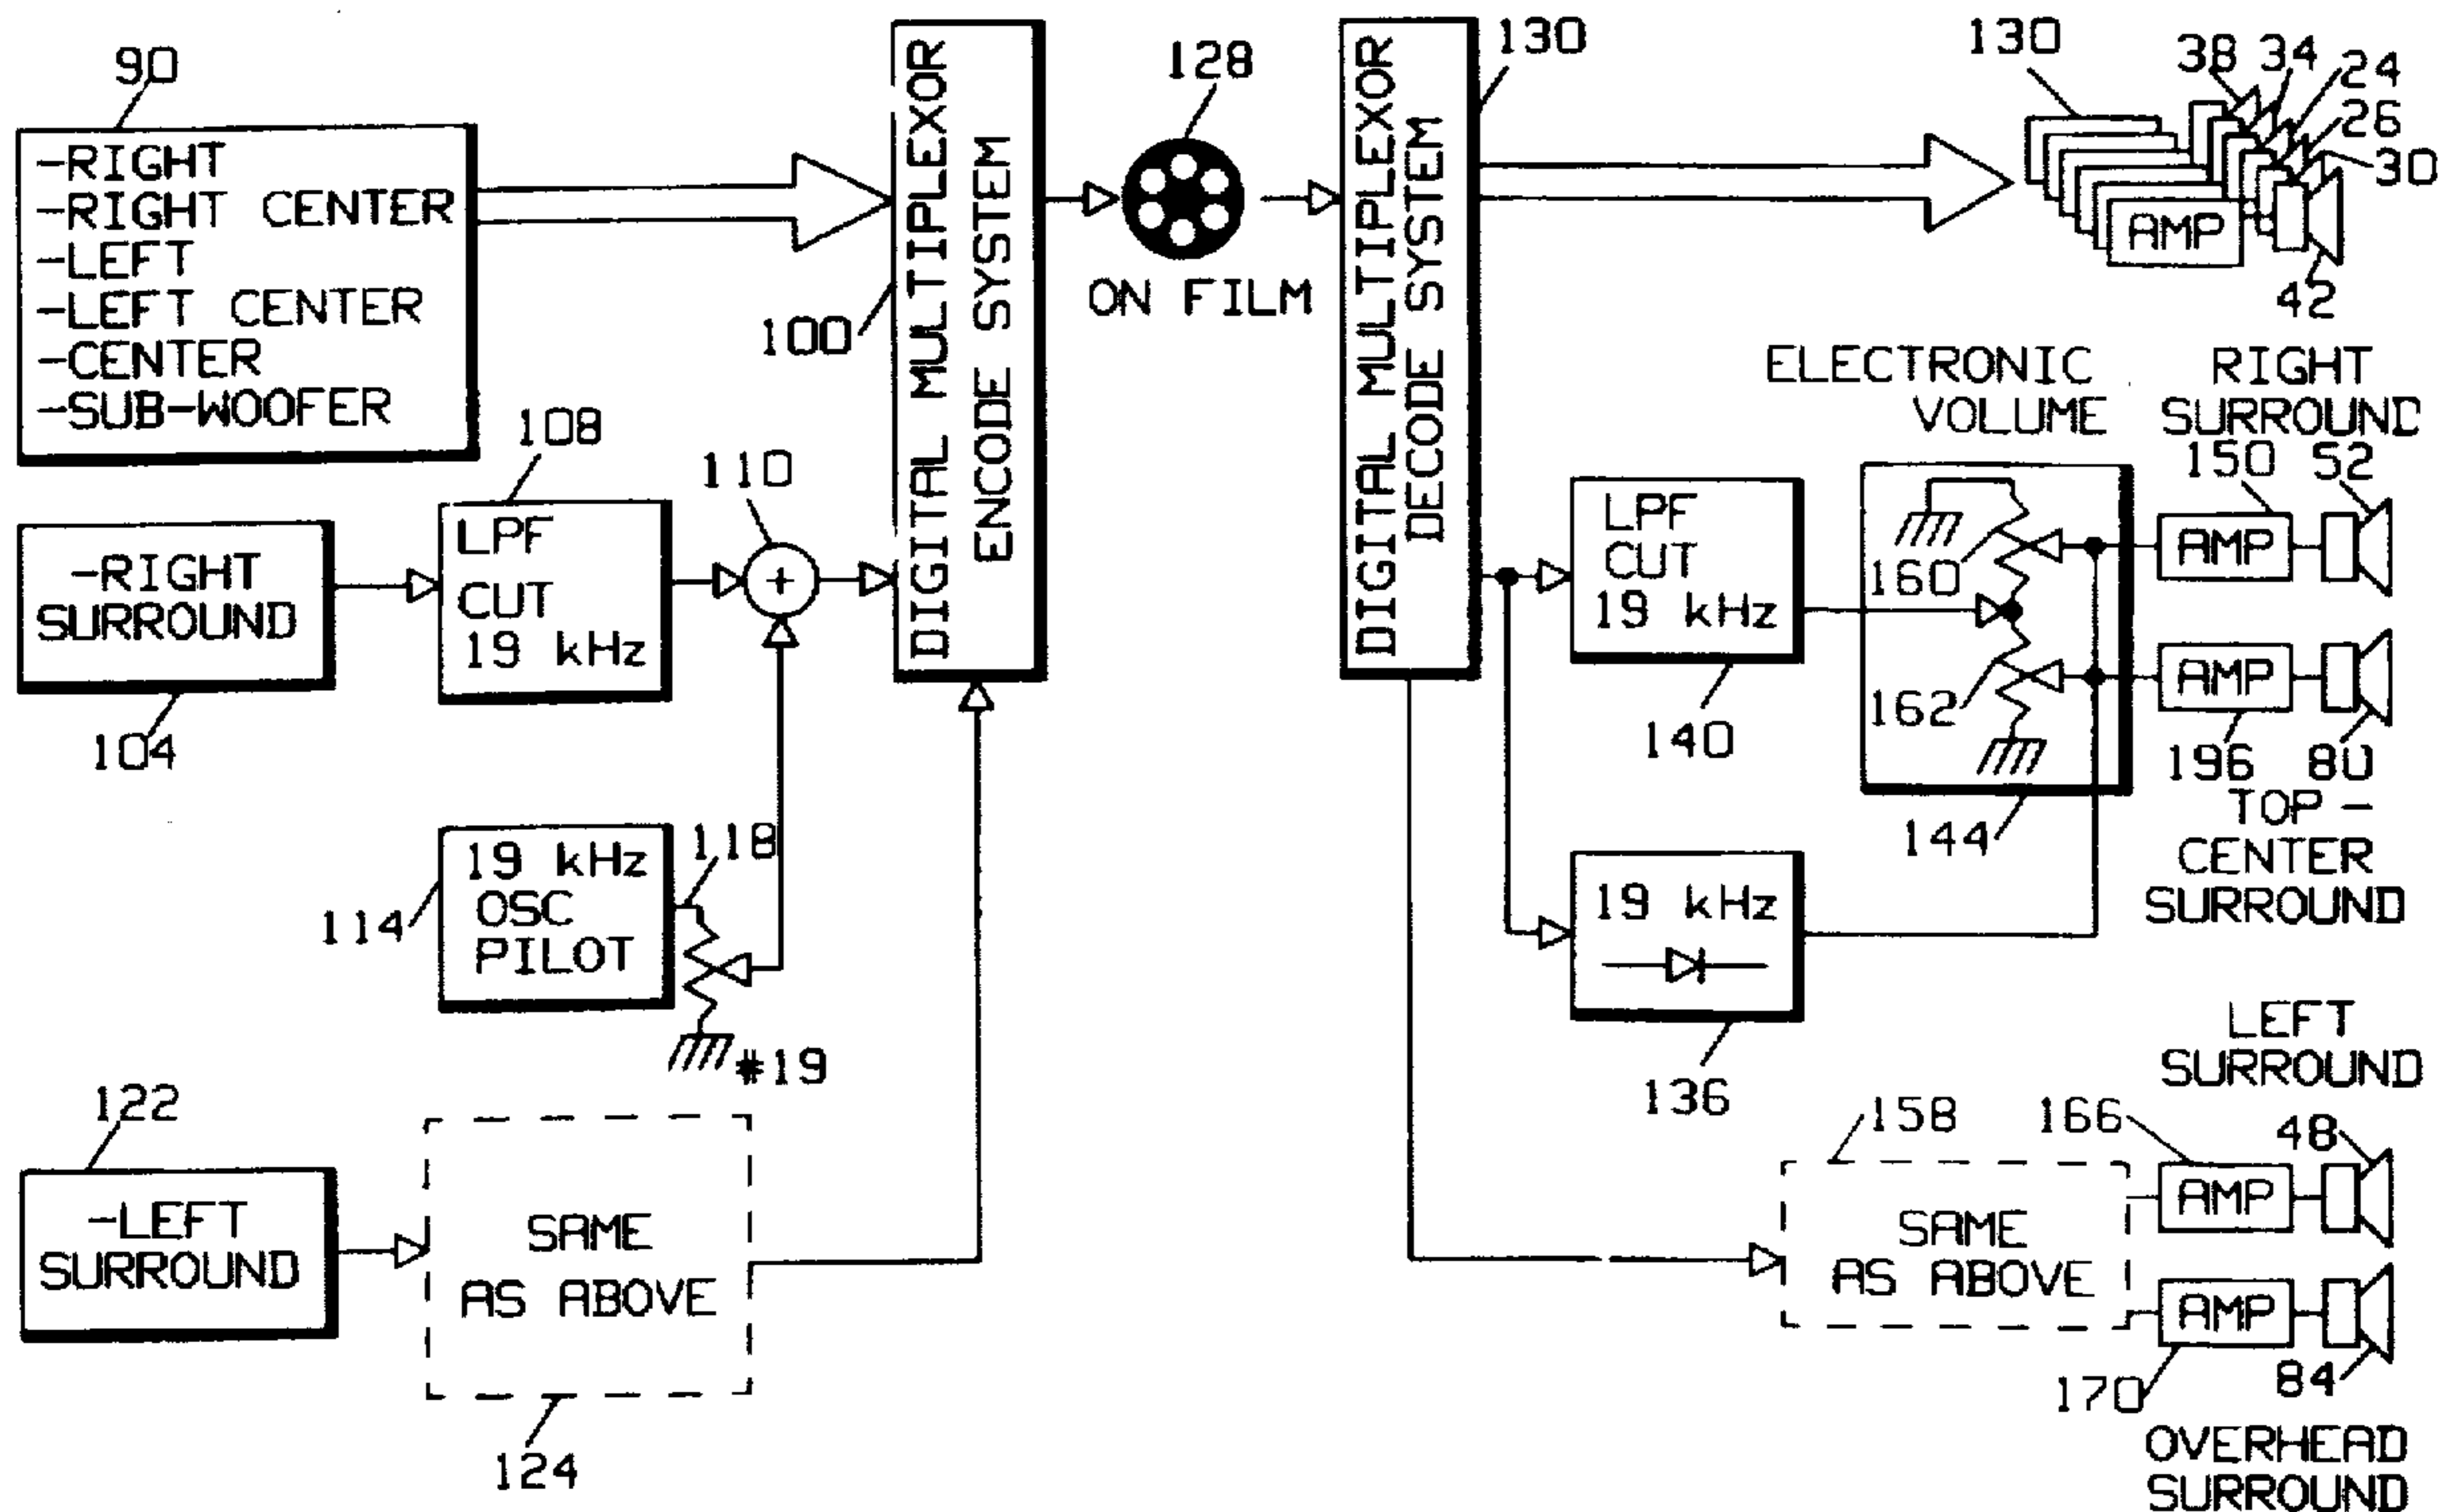 90
-RIGHT
-RIGHT CENTER
-LEFT
-LEFT CENTER
-CENTER
-SUB-WOOFER
100
DIGITAL MULTIPLEXOR
ENCODE SYSTEM
128
ON FILM
DIGITAL MULTIPLEXOR
DECODE SYSTEM
130
130
38
34
24
26
30
AMP
42
-RIGHT
SURROUND
104
108
LPF
CUT
19 kHz
110
+
114
19 kHz
OSC
PILOT
118
#19
122
-LEFT
SURROUND
SAME
AS ABOVE
124
LPF
CUT
19 kHz
140
ELECTRONIC
VOLUME
160
162
144
19 kHz
136
RIGHT
SURROUND
150
52
AMP
AMP
196
80
TOP-
CENTER
SURROUND
158
SAME
AS ABOVE
LEFT
SURROUND
166
48
AMP
AMP
170
84
OVERHEAD
SURROUND